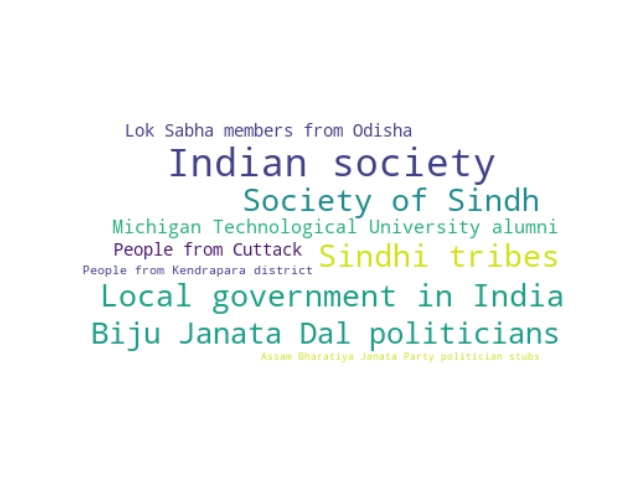 Lok Sabha members from Odisha
Indian society
Society of Sindh
Michigan Technological University alumni
People from Cuttack
Sindhi tribes
People from Kendrapara district
Local government in India
Biju Janata Dal politicians
Assam Bharatiya Janata Party politician stubs